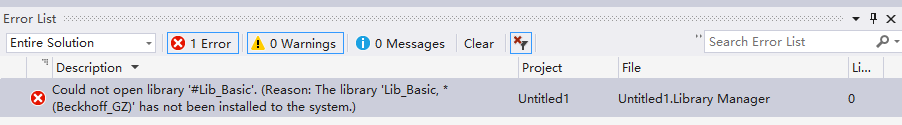 Error List
Entire Solution
1 Error
0 Warnings
0 Messages
Clear
Search Error List
Description Project File Li...
Could not open library '#Lib_Basic'. (Reason: The library 'Lib_Basic, *
(Beckhoff_GZ)' has not been installed to the system.)
Untitled1 Untitled1.Library Manager 0